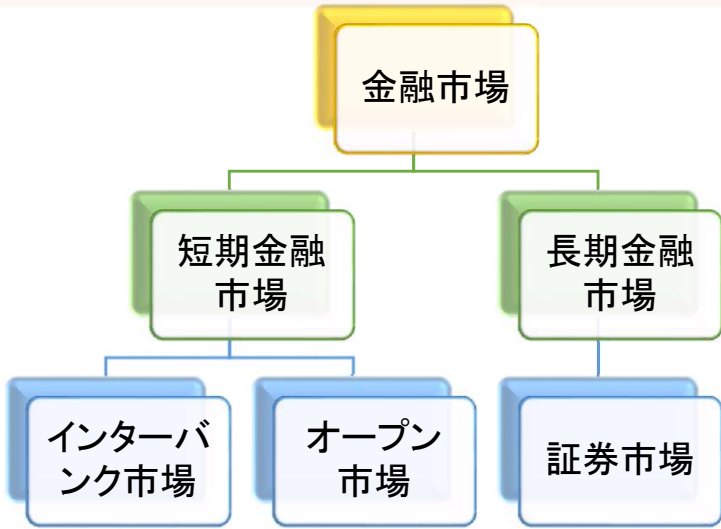 金融市場
短期金融
市場
長期金融
市場
インターバ
ンク市場
オープン
市場
証券市場